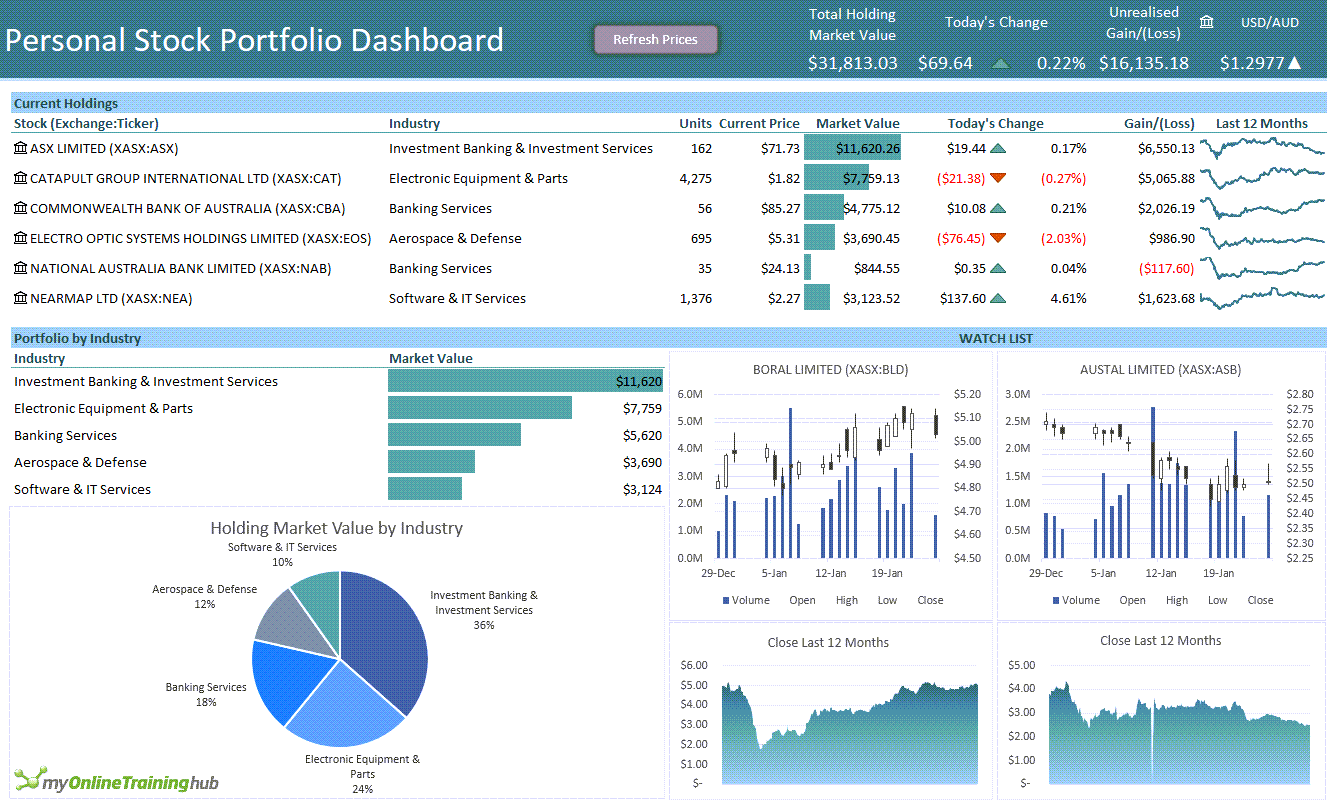 Personal Stock Portfolio Dashboard
Refresh Prices
Total Holding
Market Value
$31,813.03
Today's Change
$69.64 0.22%
Unrealised
Gain/(Loss)
$16,135.18
USD/AUD
$1.2977
Current Holdings
Stock (Exchange:Ticker) Industry Units Current Price Market Value Today's Change Gain/(Loss) Last 12 Months
ASX LIMITED (XASX:ASX) Investment Banking & Investment Services 162 $71.73 $11,620.26 $19.44 0.17% $6,550.13
CATAPULT GROUP INTERNATIONAL LTD (XASX:CAT) Electronic Equipment & Parts 4,275 $1.82 $7,759.13 ($21.38) (0.27%) $5,065.88
COMMONWEALTH BANK OF AUSTRALIA (XASX:CBA) Banking Services 56 $85.27 $4,775.12 $10.08 0.21% $2,026.19
ELECTRO OPTIC SYSTEMS HOLDINGS LIMITED (XASX:EOS) Aerospace & Defense 695 $5.31 $3,690.45 ($76.45) (2.03%) $986.90
NATIONAL AUSTRALIA BANK LIMITED (XASX:NAB) Banking Services 35 $24.13 $844.55 $0.35 0.04% ($117.60)
NEARMAP LTD (XASX:NEA) Software & IT Services 1,376 $2.27 $3,123.52 $137.60 4.61% $1,623.68
Portfolio by Industry
Industry Market Value
Investment Banking & Investment Services $11,620
Electronic Equipment & Parts $7,759
Banking Services $5,620
Aerospace & Defense $3,690
Software & IT Services $3,124
Holding Market Value by Industry
Software & IT Services
10%
Aerospace & Defense
12%
Investment Banking &
Investment Services
36%
Banking Services
18%
Electronic Equipment &
Parts
24%
myOnlineTraininghub
WATCH LIST
BORAL LIMITED (XASX:BLD)
6.0M
5.0M
4.0M
3.0M
2.0M
1.0M
0.0M
$5.20
$5.10
$5.00
$4.90
$4.80
$4.70
$4.60
$4.50
29-Dec 5-Jan 12-Jan 19-Jan
Volume Open High Low Close
AUSTAL LIMITED (XASX:ASB)
3.0M
2.5M
2.0M
1.5M
1.0M
0.5M
0.0M
$2.80
$2.75
$2.70
$2.65
$2.60
$2.55
$2.50
$2.45
$2.40
$2.35
$2.30
$2.25
29-Dec 5-Jan 12-Jan 19-Jan
Volume Open High Low Close
Close Last 12 Months
$6.00
$5.00
$4.00
$3.00
$2.00
$1.00
$-
Close Last 12 Months
$5.00
$4.00
$3.00
$2.00
$1.00
$-